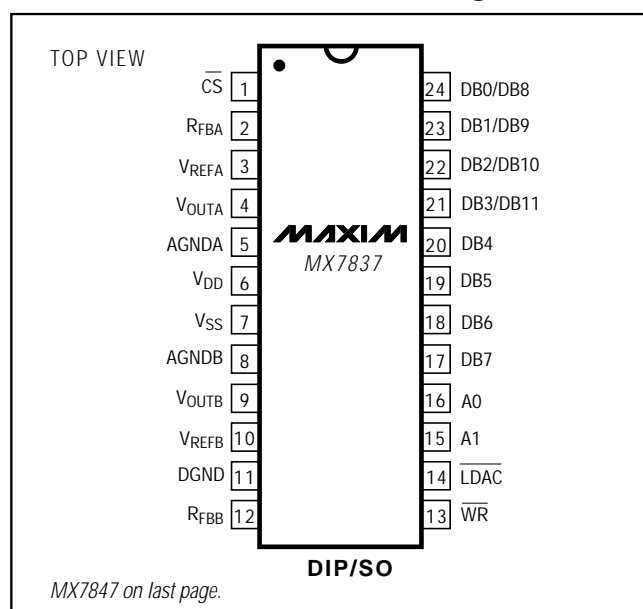 TOP VIEW
C̅S̅ 1
RFBA 2
VREFA 3
VOUTA 4
AGNDA 5
VDD 6
VSS 7
AGNDB 8
VOUTB 9
VREFB 10
DGND 11
RFBB 12
MAXIM
MX7837
24 DB0/DB8
23 DB1/DB9
22 DB2/DB10
21 DB3/DB11
20 DB4
19 DB5
18 DB6
17 DB7
16 A0
15 A1
14 L̅D̅A̅C̅
13 W̅R̅
DIP/SO
MX7847 on last page.